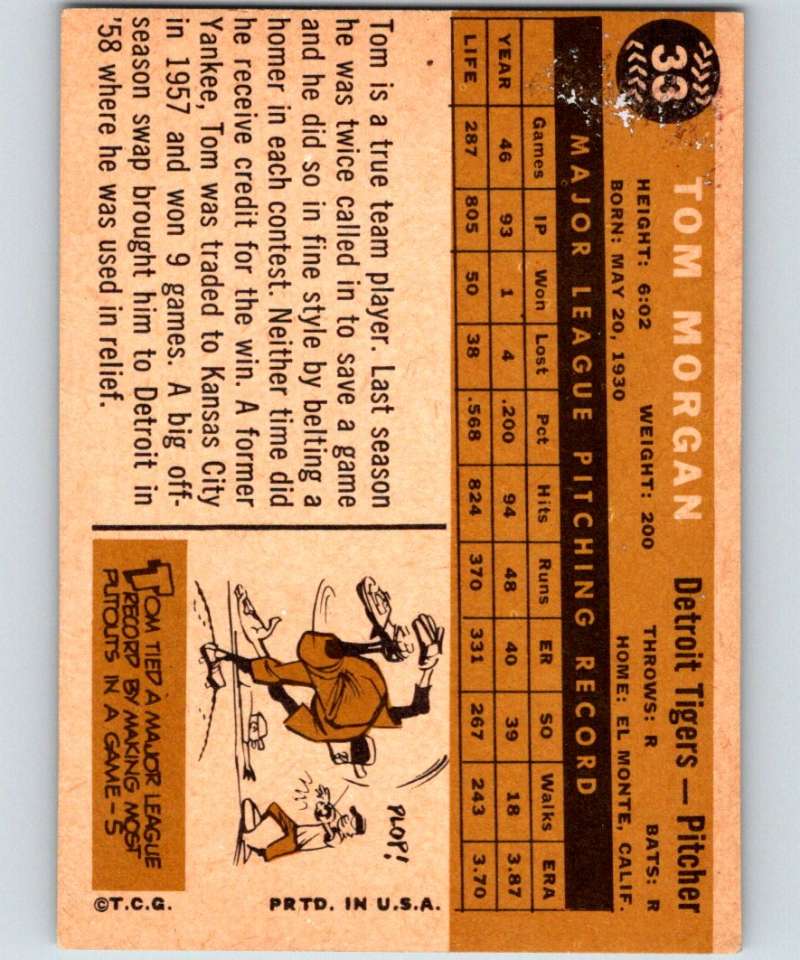 33
TOM MORGAN
Detroit Tigers — Pitcher
HEIGHT: 6:02 WEIGHT: 200 THROWS: R BATS: R
BORN: MAY 20, 1930 HOME: EL MONTE, CALIF.
MAJOR LEAGUE PITCHING RECORD
Games IP Won Lost Pct Hits Runs ER SO Walks ERA
YEAR 46 93 1 4 .200 94 48 40 39 18 3.87
LIFE 287 805 50 38 .568 824 370 331 267 243 3.70
Tom is a true team player. Last season
he was twice called in to save a game
and he did so in fine style by belting a
homer in each contest. Neither time did
he receive credit for the win. A former
Yankee, Tom was traded to Kansas City
in 1957 and won 9 games. A big off-
season swap brought him to Detroit in
'58 where he was used in relief.
PLOP!
TOM TIED A MAJOR LEAGUE
RECORD BY MAKING MOST
PUTOUTS IN A GAME-5
©T.C.G. PRTD. IN U.S.A.